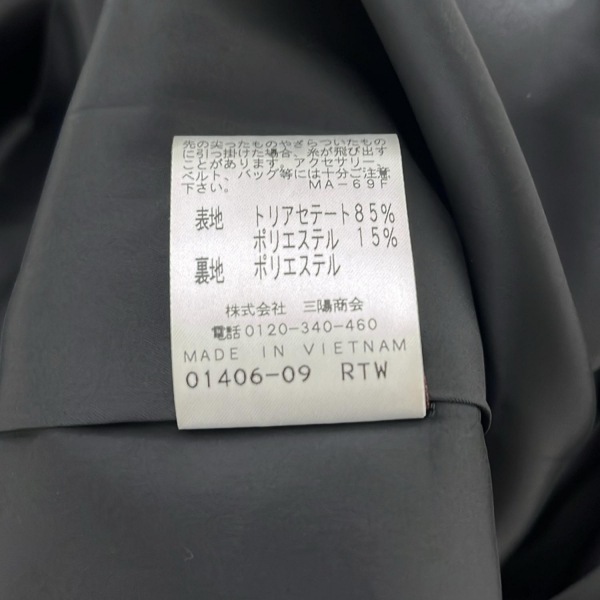 先の尖ったものやざらついたもの
に引っ掛けた場合、糸が飛び出す
ことがあります。アクセサリー、
ベルト、バッグ等には十分ご注意
下さい。 MA-69F
表地 トリアセテート85%
ポリエステル 15%
裏地 ポリエステル
株式会社 三陽商会
電話0120-340-460
MADE IN VIETNAM
01406-09 RTW